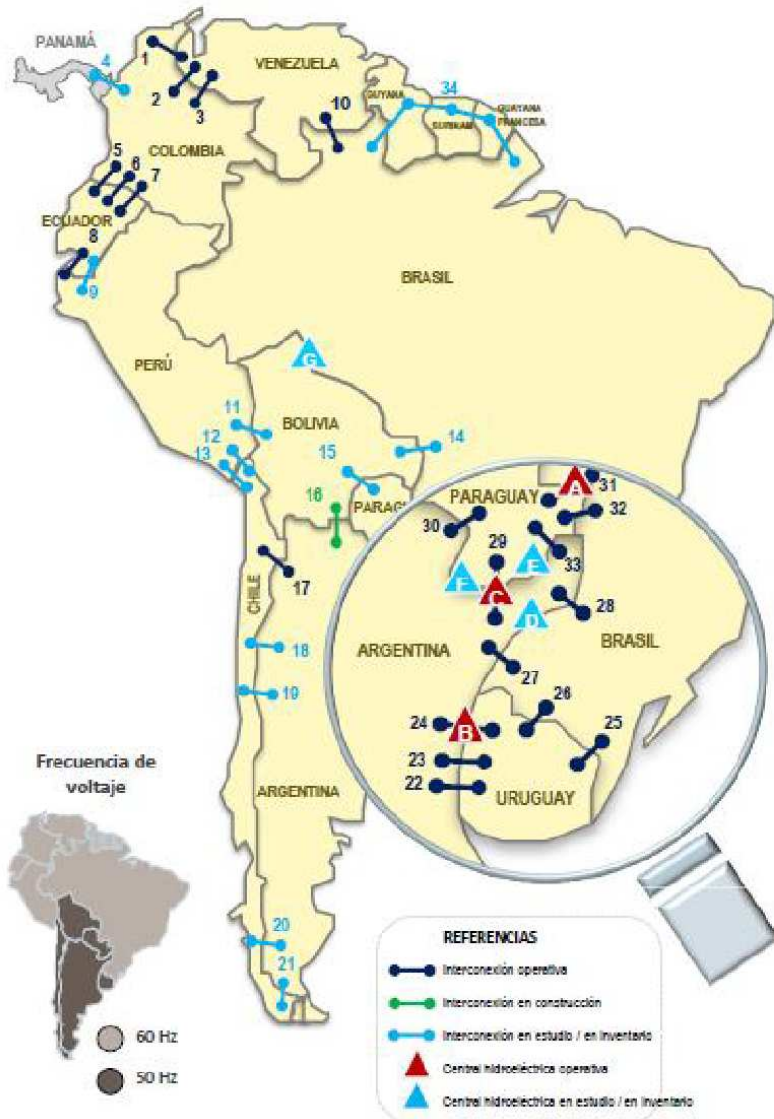 PANAMÁ
4
1
VENEZUELA
2
3
10
GUYANA
34
SURINAM
GUAYANA
FRANCESA
COLOMBIA
5
6
7
ECUADOR
8
9
BRASIL
PERÚ
G
11
BOLIVIA
12
13
14
15
16
PARAGU
17
CHILE
18
19
ARGENTINA
20
21
A
31
PARAGUAY
32
30
29
33
E
F
C
D
28
ARGENTINA
BRASIL
27
26
24
B
25
23
22
URUGUAY
Frecuencia de
voltaje
60 Hz
50 Hz
REFERENCIAS
Interconexión operativa
Interconexión en construcción
Interconexión en estudio / en inventario
Central hidroeléctrica operativa
Central hidroeléctrica en estudio / en inventario